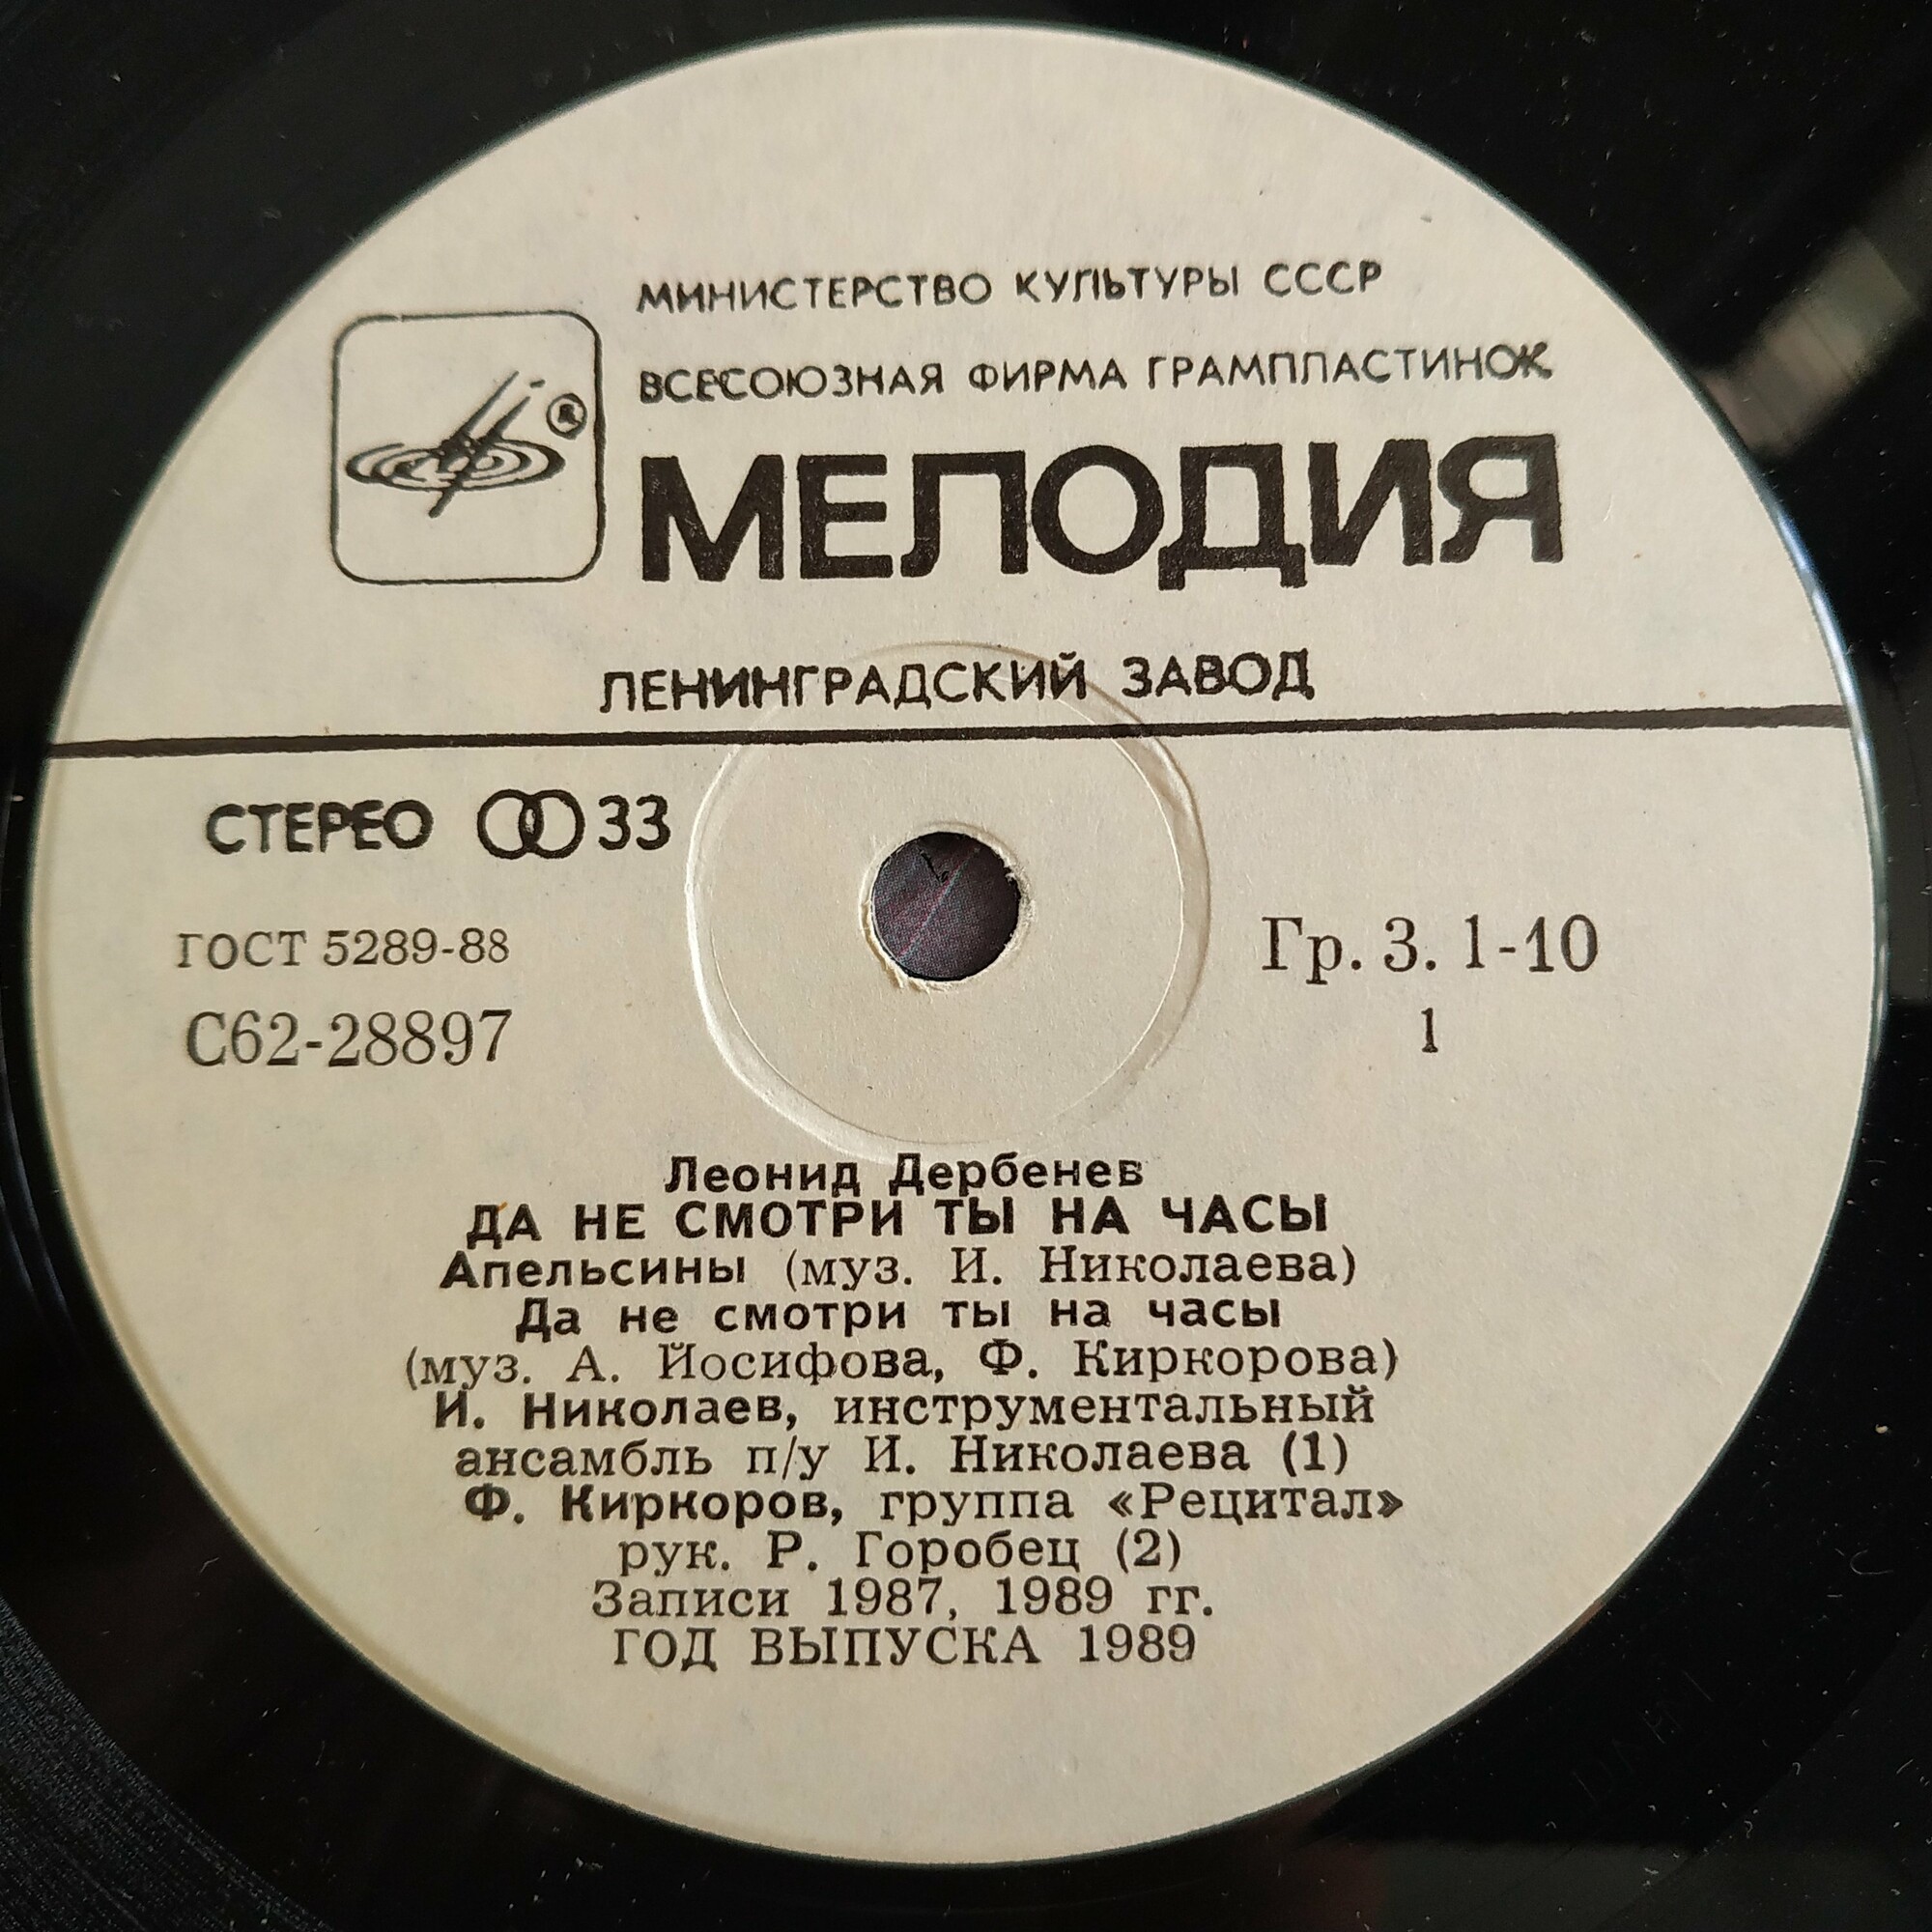 МИНИСТЕРСТВО КУЛЬТУРЫ СССР
ВСЕСОЮЗНАЯ ФИРМА ГРАМПЛАСТИНОК
®
МЕЛОДИЯ
ЛЕНИНГРАДСКИЙ ЗАВОД
СТЕРЕО 33
ГОСТ 5289-88
Гр. 3. 1-10
С62-28897
1
Леонид Дербенев
ДА НЕ СМОТРИ ТЫ НА ЧАСЫ
Апельсины (муз. И. Николаева)
Да не смотри ты на часы
(муз. А. Йосифова, Ф. Киркорова)
И. Николаев, инструментальный
ансамбль п/у И. Николаева (1)
Ф. Киркоров, группа «Рецитал»
рук. Р. Горобец (2)
Записи 1987, 1989 гг.
ГОД ВЫПУСКА 1989